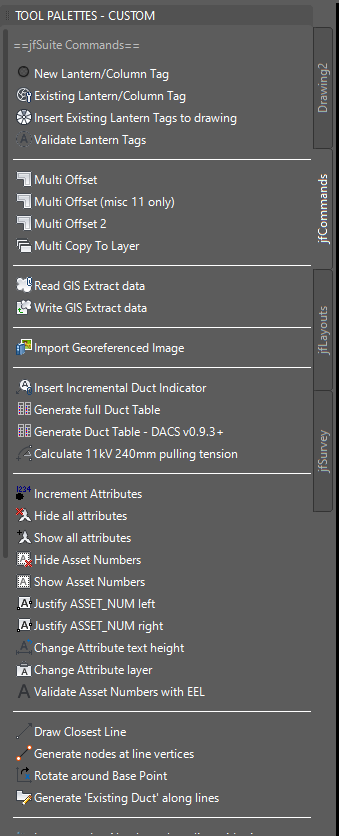 TOOL PALETTES - CUSTOM
==jfSuite Commands==
New Lantern/Column Tag
Existing Lantern/Column Tag
Insert Existing Lantern Tags to drawing
Validate Lantern Tags
Multi Offset
Multi Offset (misc 11 only)
Multi Offset 2
Multi Copy To Layer
Read GIS Extract data
Write GIS Extract data
Import Georeferenced Image
Insert Incremental Duct Indicator
Generate full Duct Table
Generate Duct Table - DACS v0.9.3+
Calculate 11kV 240mm pulling tension
1234
Increment Attributes
Hide all attributes
Show all attributes
Hide Asset Numbers
Show Asset Numbers
Justify ASSET_NUM left
Justify ASSET_NUM right
Change Attribute text height
Change Attribute layer
Validate Asset Numbers with EEL
Draw Closest Line
Generate nodes at line vertices
Rotate around Base Point
Generate 'Existing Duct' along lines
Drawing2
jfCommands
jfLayouts
jfSurvey